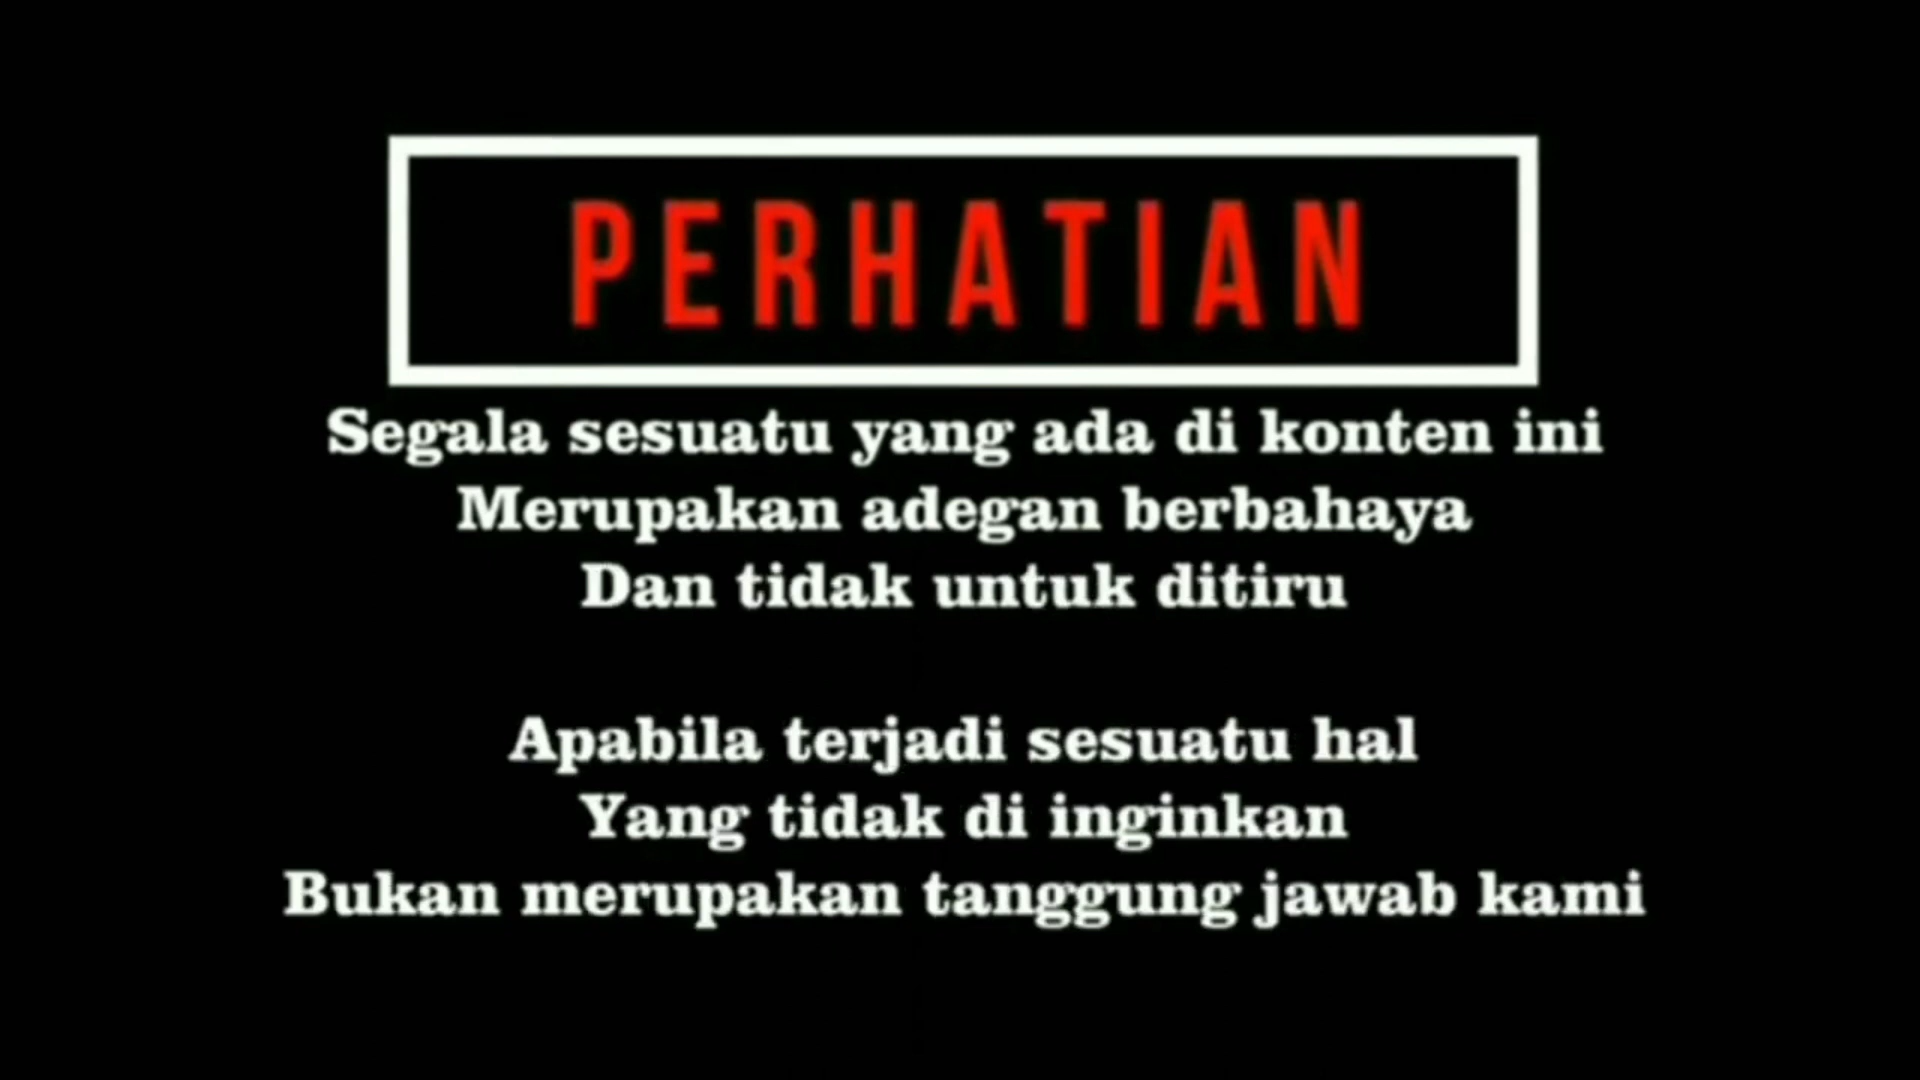 PERHATIAN
Segala sesuatu yang ada di konten ini
Merupakan adegan berbahaya
Dan tidak untuk ditiru
Apabila terjadi sesuatu hal
Yang tidak di inginkan
Bukan merupakan tanggung jawab kami